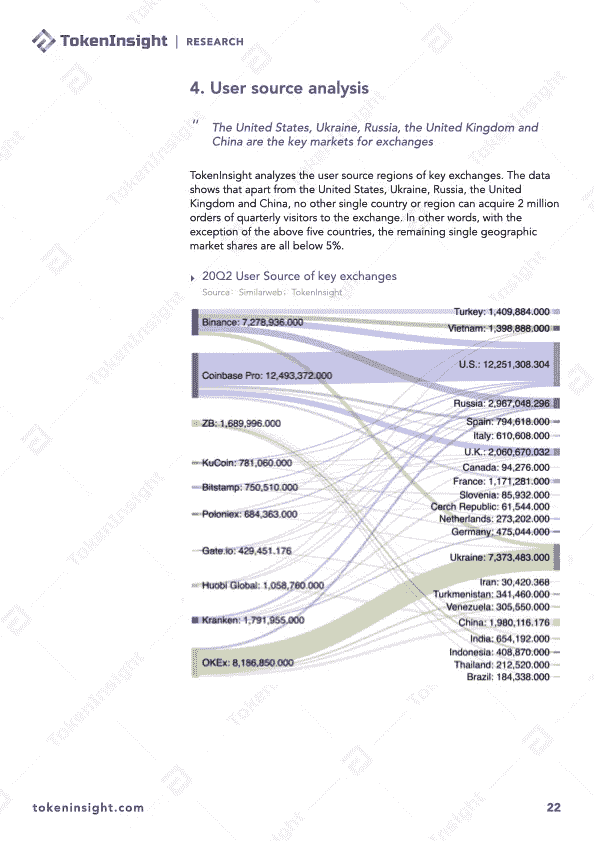 TokenInsight | RESEARCH
4. User source analysis
“ The United States, Ukraine, Russia, the United Kingdom and
China are the key markets for exchanges
TokenInsight analyzes the user source regions of key exchanges. The data
shows that apart from the United States, Ukraine, Russia, the United
Kingdom and China, no other single country or region can acquire 2 million
orders of quarterly visitors to the exchange. In other words, with the
exception of the above five countries, the remaining single geographic
market shares are all below 5%.
20Q2 User Source of key exchanges
Source: Similarweb; TokenInsight
Binance: 7,278,936.000
Coinbase Pro: 12,493,372.000
ZB: 1,689,996.000
KuCoin: 781,060.000
Bitstamp: 750,510.000
Poloniex: 684,363.000
Gate.io: 429,451.176
Huobi Global: 1,058,760.000
Kranken: 1,791,955.000
OKEx: 8,186,850.000
Turkey: 1,409,884.000
Vietnam: 1,398,888.000
U.S.: 12,251,308.304
Russia: 2,967,048.296
Spain: 794,618.000
Italy: 610,608.000
U.K.: 2,060,670.032
Canada: 94,276.000
France: 1,171,281.000
Slovenia: 85,932.000
Cerch Republic: 61,544.000
Netherlands: 273,202.000
Germany: 475,044.000
Ukraine: 7,373,483.000
Iran: 30,420.368
Turkmenistan: 341,460.000
Venezuela: 305,550.000
China: 1,980,116.176
India: 654,192.000
Indonesia: 408,870.000
Thailand: 212,520.000
Brazil: 184,338.000
tokeninsight.com
22